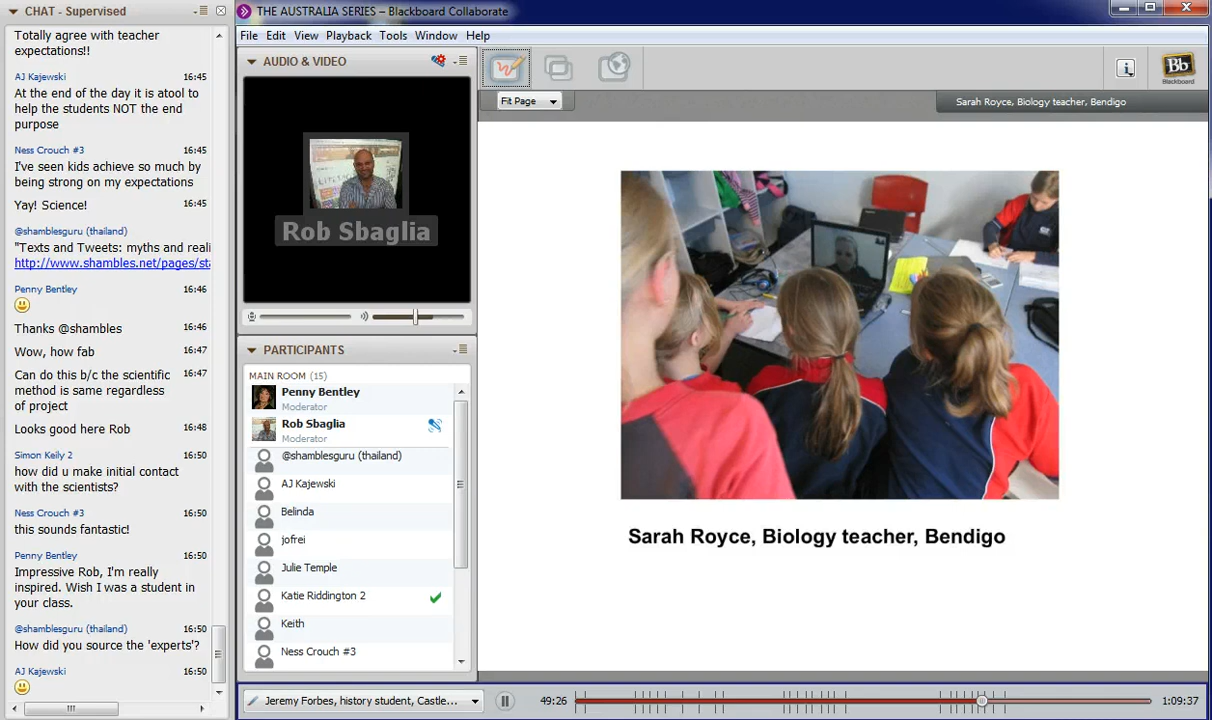 CHAT - Supervised
Totally agree with teacher
expectations!!
AJ Kajewski 16:45
At the end of the day it is atool to
help the students NOT the end
purpose
Ness Crouch #3 16:45
I've seen kids achieve so much by
being strong on my expectations
Yay! Science! 16:45
@shamblesguru (thailand)
"Texts and Tweets: myths and reali
http://www.shambles.net/pages/st
Penny Bentley 16:46
Thanks @shambles 16:46
Wow, how fab 16:47
Can do this b/c the scientific 16:47
method is same regardless
of project
Looks good here Rob 16:48
Simon Keily 2 16:50
how did u make initial contact
with the scientists?
Ness Crouch #3 16:50
this sounds fantastic!
Penny Bentley 16:50
Impressive Rob, I'm really
inspired. Wish I was a student in
your class.
@shamblesguru (thailand) 16:50
How did you source the 'experts'?
AJ Kajewski 16:50
THE AUSTRALIA SERIES – Blackboard Collaborate
File Edit View Playback Tools Window Help
AUDIO & VIDEO
Rob Sbaglia
PARTICIPANTS
MAIN ROOM (15)
Penny Bentley
Moderator
Rob Sbaglia
Moderator
@shamblesguru (thailand)
AJ Kajewski
Belinda
jofrei
Julie Temple
Katie Riddington 2
Keith
Ness Crouch #3
Bb
Blackboard
Fit Page
Sarah Royce, Biology teacher, Bendigo
Sarah Royce, Biology teacher, Bendigo
Jeremy Forbes, history student, Castle...
49:26
1:09:37